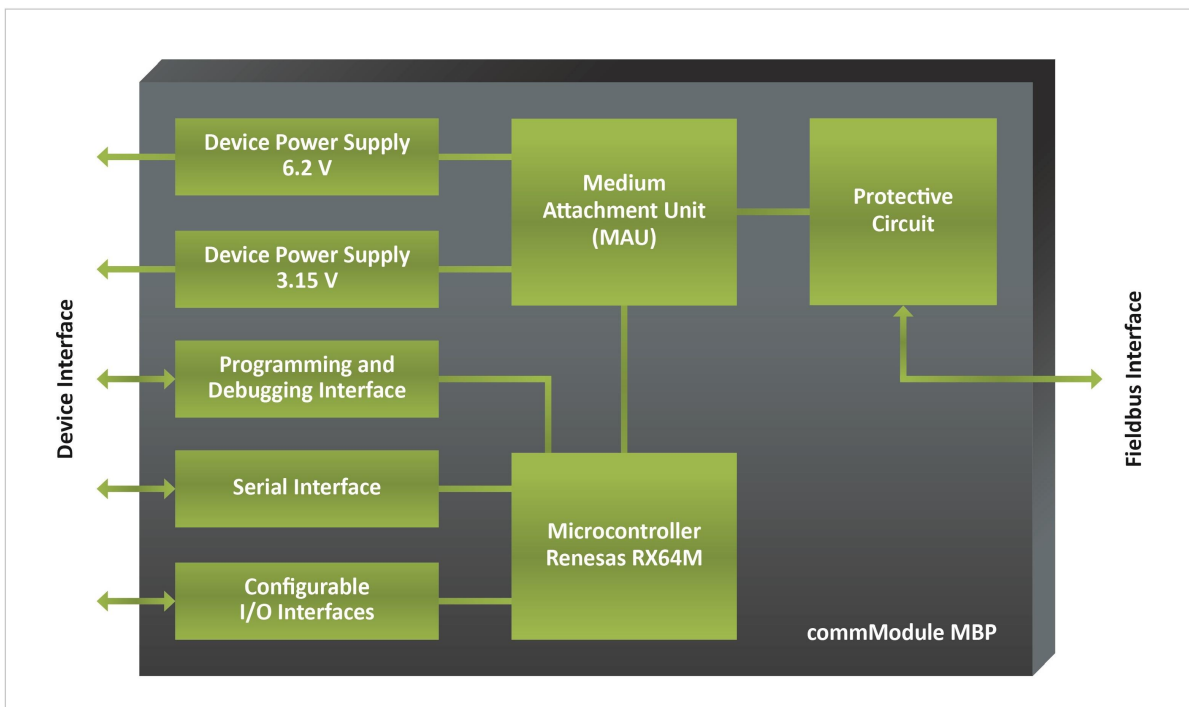 Device Interface
Device Power Supply
6.2 V
Device Power Supply
3.15 V
Programming and
Debugging Interface
Serial Interface
Configurable
I/O Interfaces
Medium
Attachment Unit
(MAU)
Microcontroller
Renesas RX64M
Protective
Circuit
commModule MBP
Fieldbus Interface